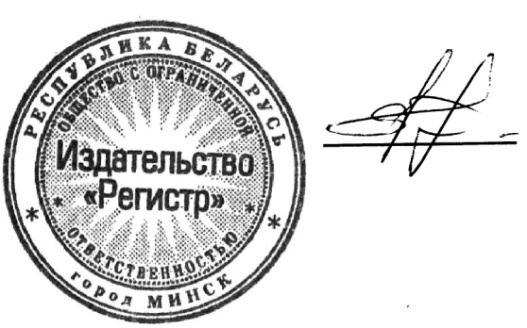 РЕСПУБЛИКА БЕЛАРУСЬ
ОБЩЕСТВО С ОГРАНИЧЕННОЙ
Издательство
«Регистр»
ОТВЕТСТВЕННОСТЬЮ
город МИНСК